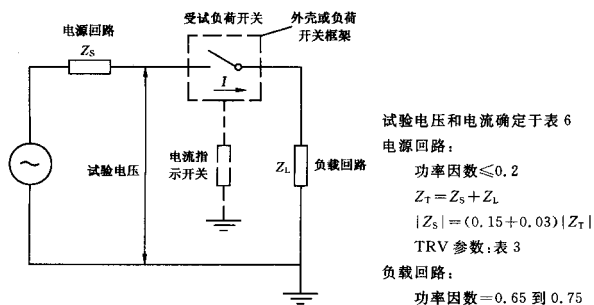 受试负荷开关
外壳或负荷
开关框架
电源回路
Z_S
I
试验电压
电流指
示开关
Z_L
负载回路
试验电压和电流确定于表 6
电源回路:
功率因数≤0.2
Z_T=Z_S+Z_L
|Z_S|=(0.15+0.03)|Z_T|
TRV 参数:表 3
负载回路:
功率因数=0.65 到 0.75